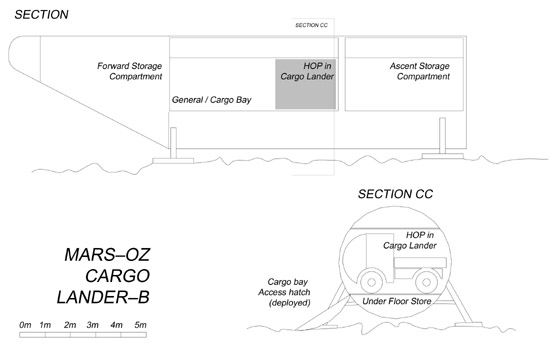 SECTION
SECTION CC
Forward Storage
Compartment
HOP in
Cargo Lander
Ascent Storage
Compartment
General / Cargo Bay
SECTION CC
HOP in
Cargo Lander
MARS–OZ
CARGO
LANDER–B
Cargo bay
Access hatch
(deployed)
Under Floor Store
0m 1m 2m 3m 4m 5m